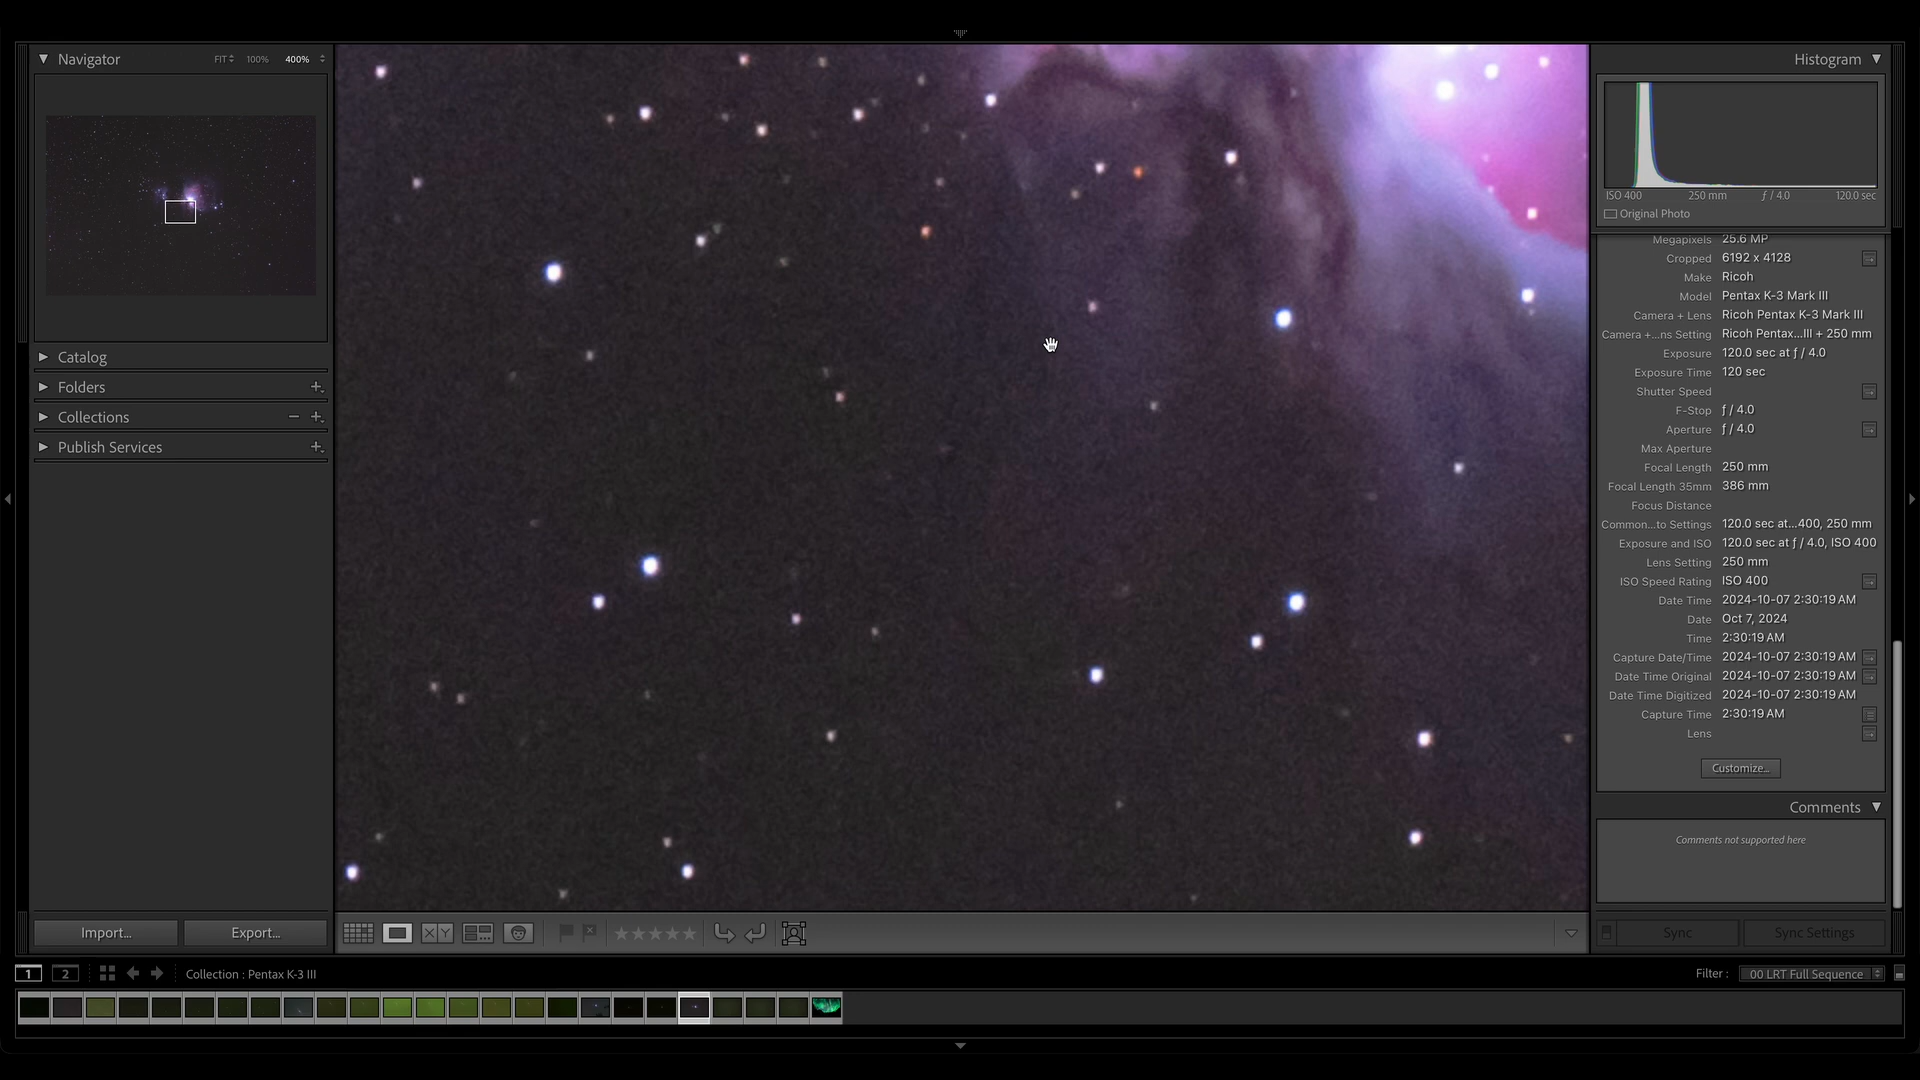 Navigator FIT 100% 400%
Catalog
Folders
Collections
Publish Services
Import...
Export...
Histogram
ISO 400 250 mm ƒ / 4.0 120.0 sec
Original Photo
Megapixels 25.6 MP
Cropped 6192 x 4128
Make Ricoh
Model Pentax K-3 Mark III
Camera + Lens Ricoh Pentax K-3 Mark III
Camera +...ns Setting Ricoh Pentax...III + 250 mm
Exposure 120.0 sec at ƒ / 4.0
Exposure Time 120 sec
Shutter Speed
F-Stop ƒ / 4.0
Aperture ƒ / 4.0
Max Aperture
Focal Length 250 mm
Focal Length 35mm 386 mm
Focus Distance
Common...to Settings 120.0 sec at...400, 250 mm
Exposure and ISO 120.0 sec at ƒ / 4.0, ISO 400
Lens Setting 250 mm
ISO Speed Rating ISO 400
Date Time 2024-10-07 2:30:19 AM
Date Oct 7, 2024
Time 2:30:19 AM
Capture Date/Time 2024-10-07 2:30:19 AM
Date Time Original 2024-10-07 2:30:19 AM
Date Time Digitized 2024-10-07 2:30:19 AM
Capture Time 2:30:19 AM
Lens
Customize...
Comments
Comments not supported here
Sync
Sync Settings
X Y
1 2 Collection : Pentax K-3 III
Filter : 00 LRT Full Sequence